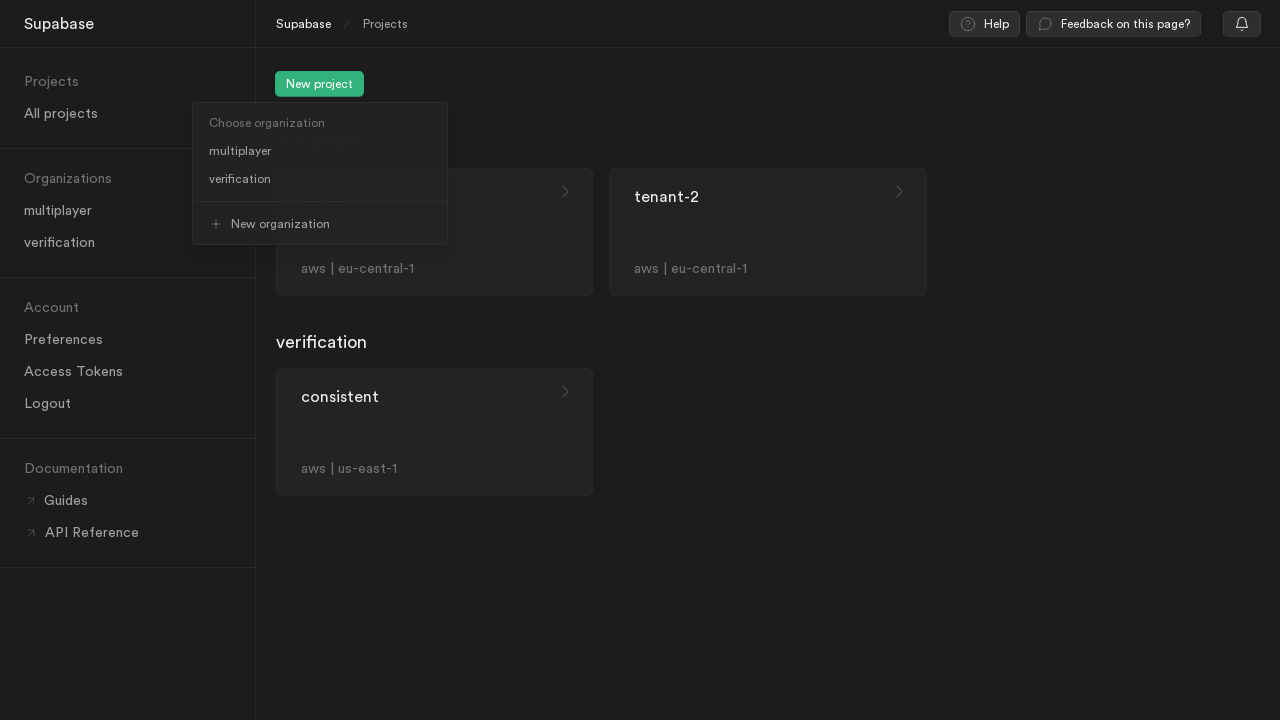 Supabase
Supabase / Projects
Help
Feedback on this page?
Projects
All projects
Organizations
multiplayer
verification
Account
Preferences
Access Tokens
Logout
Documentation
Guides
API Reference
New project
Choose organization
multiplayer
verification
New organization
aws | eu-central-1
tenant-2
aws | eu-central-1
verification
consistent
aws | us-east-1